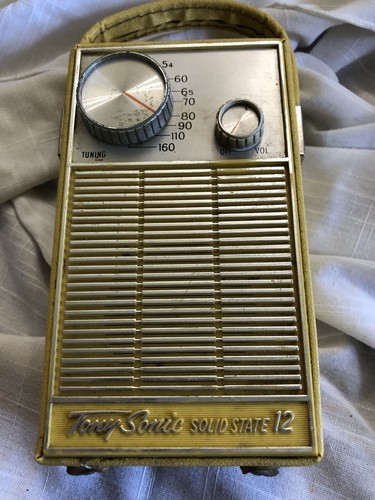 54
60
65
70
80
90
110
160
TUNING
OFF VOL.
Tony Sonic SOLID STATE 12